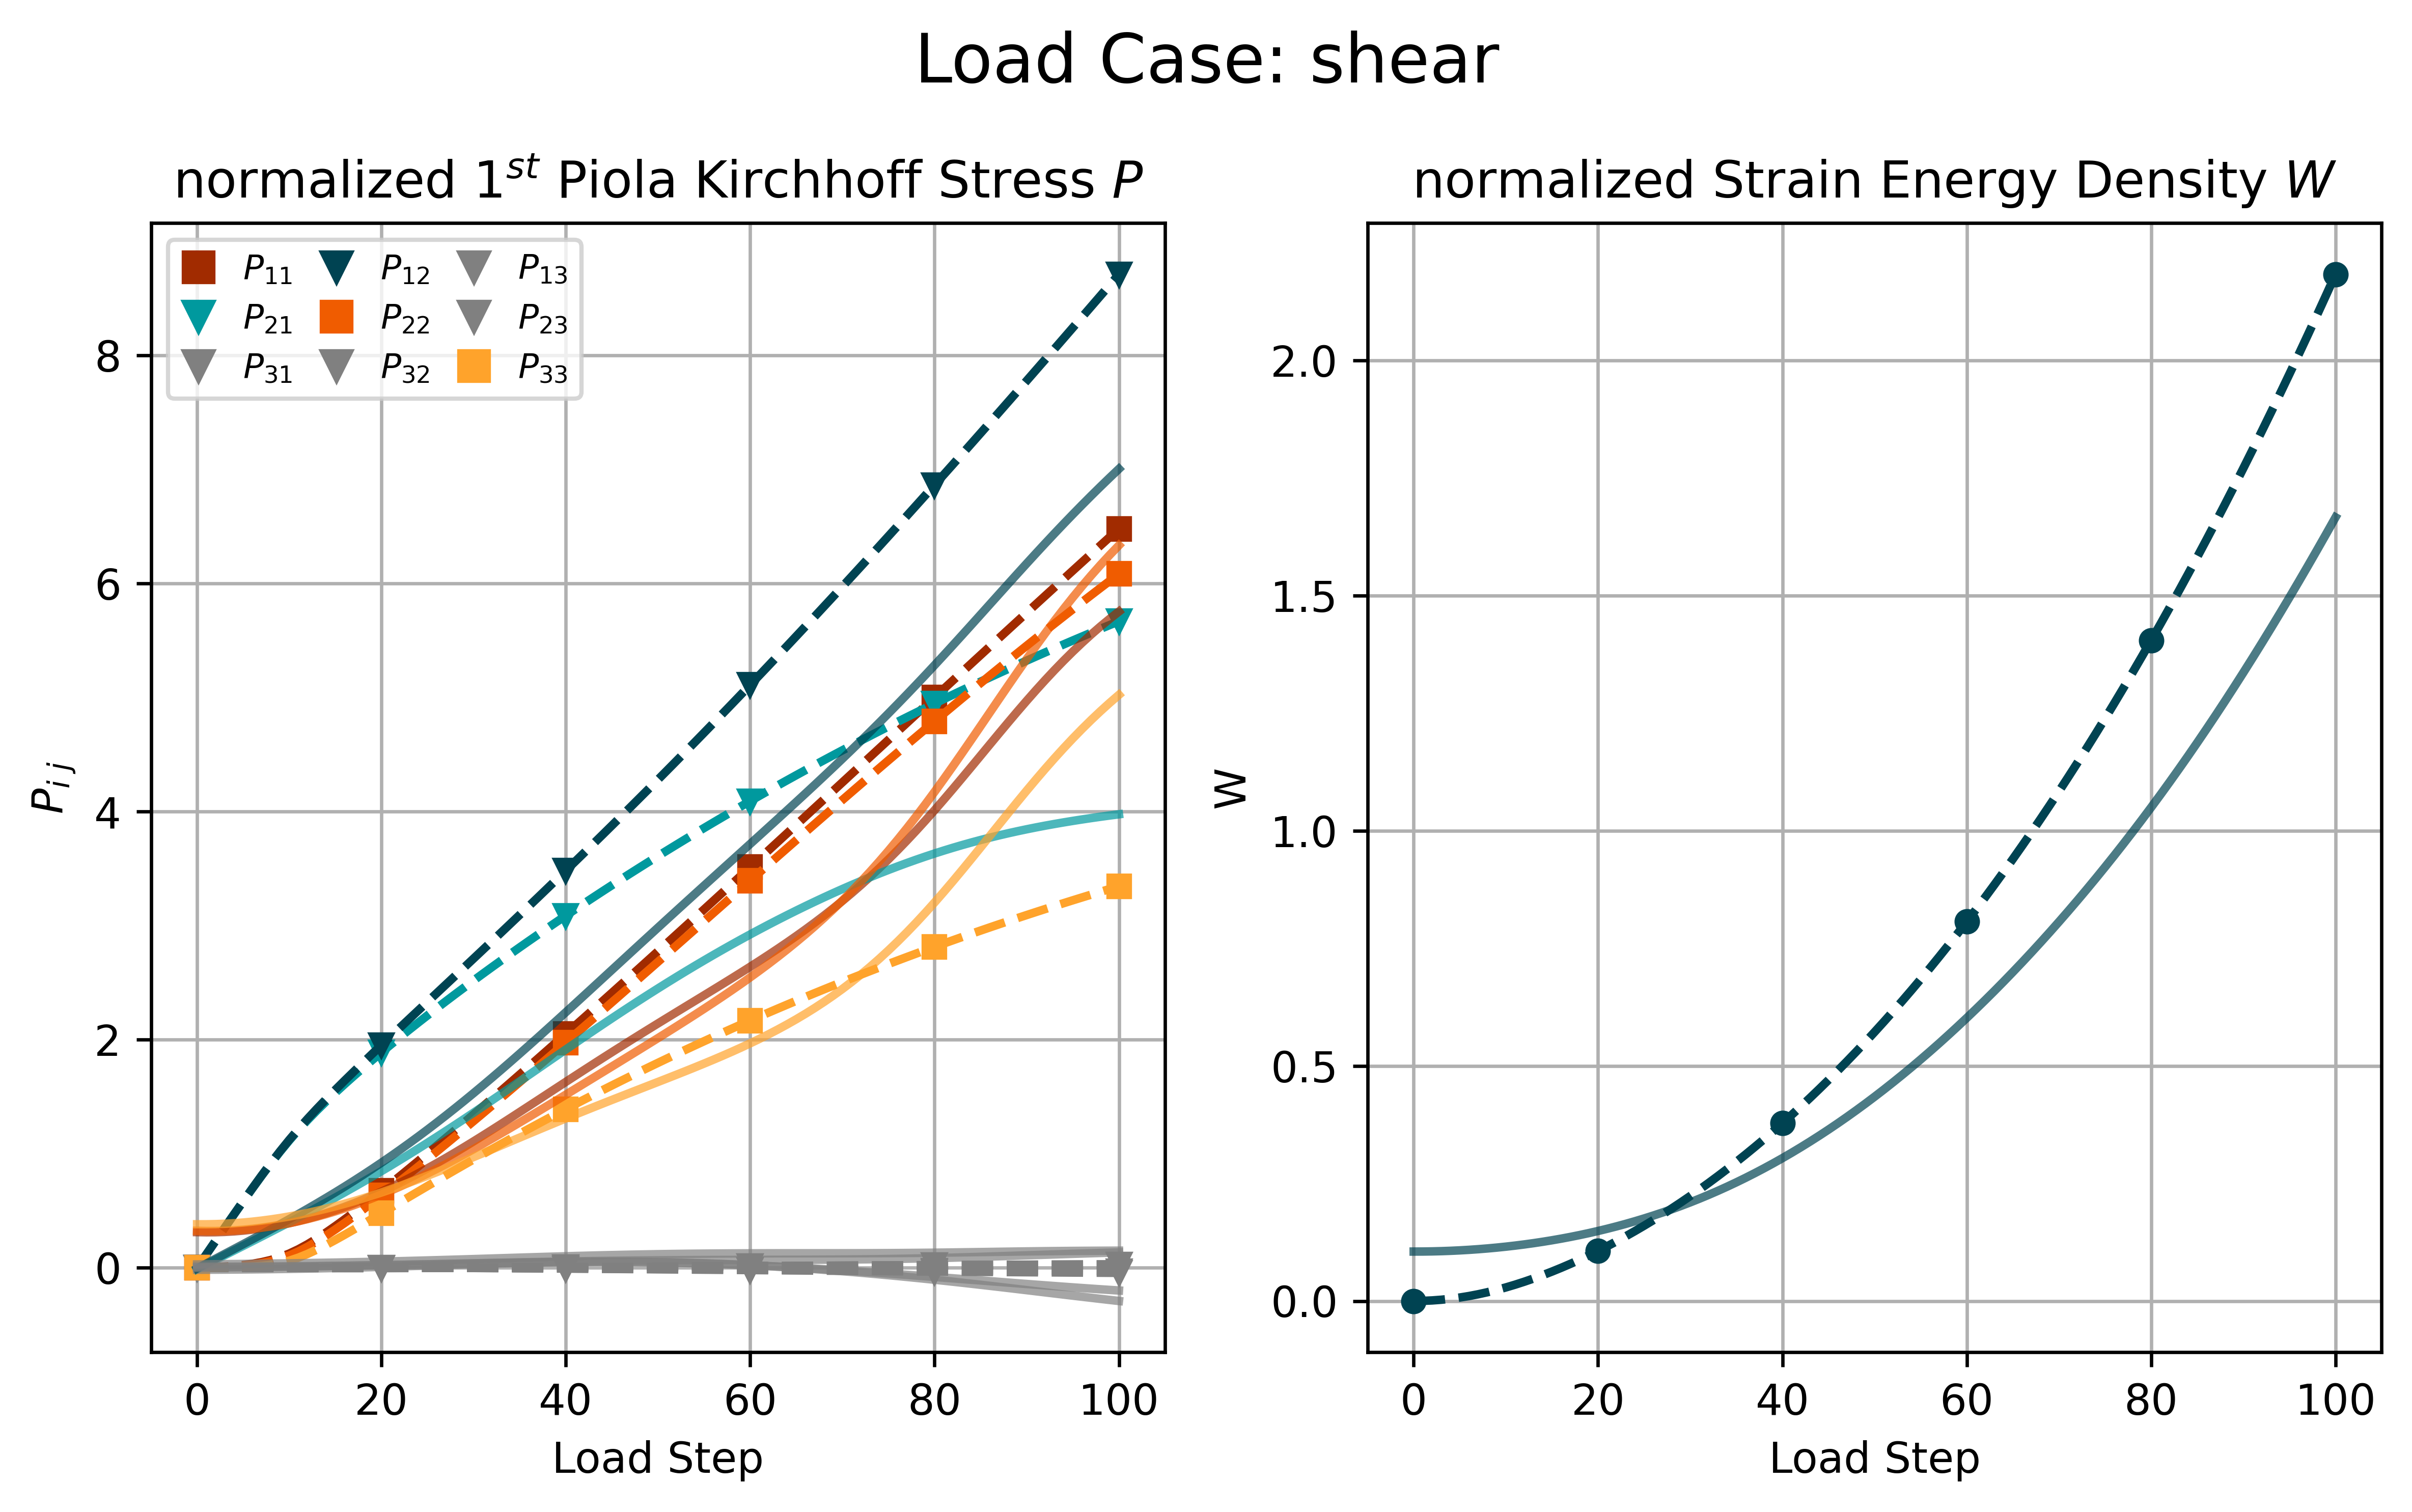 Load Case: shear
normalized 1st Piola Kirchhoff Stress P
P11 P12 P13
P21 P22 P23
P31 P32 P33
8
6
4
2
0
Pi j
0 20 40 60 80 100
Load Step
normalized Strain Energy Density W
2.0
1.5
1.0
0.5
0.0
W
0 20 40 60 80 100
Load Step